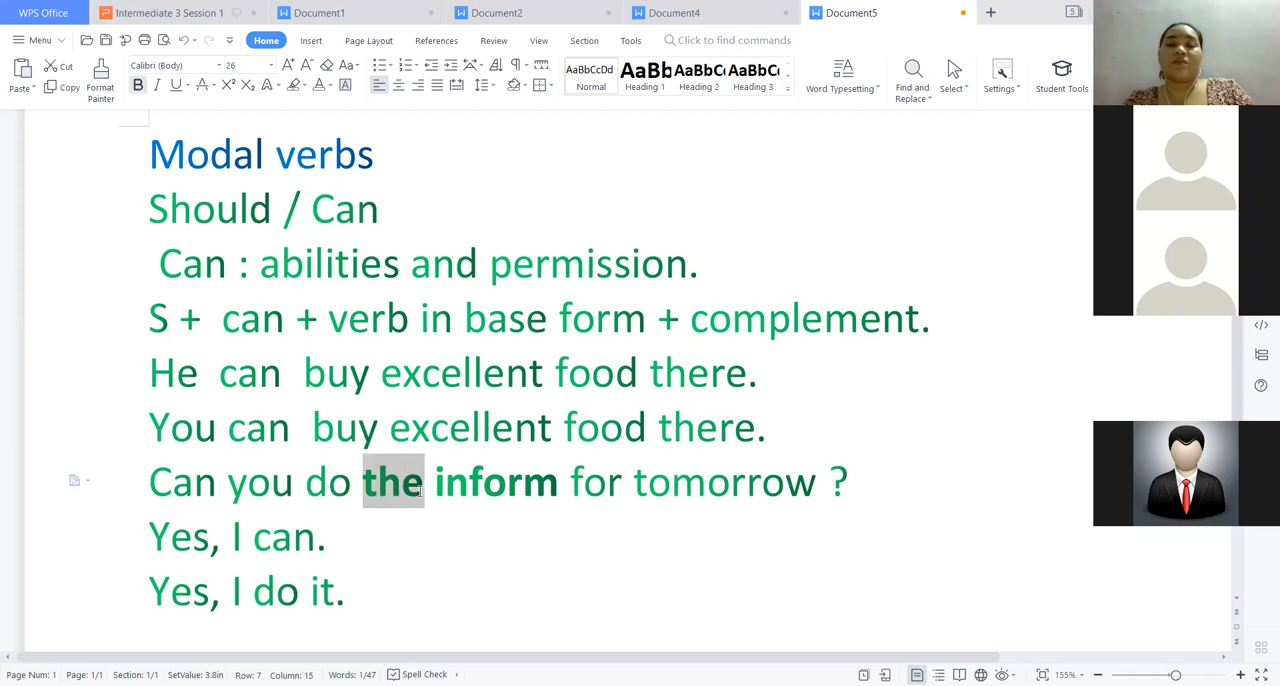 WPS Office
Intermediate 3 Session 1
Document1
Document2
Document4
Document5
5
Menu
Home
Insert
Page Layout
References
Review
View
Section
Tools
Click to find commands
Paste
Cut
Copy
Format Painter
Calibri (Body)
26
AaBbCcDd
Normal
AaBb
Heading 1
AaBbC
Heading 2
AaBbC
Heading 3
Word Typesetting
Find and Replace
Select
Settings
Student Tools
Modal verbs
Should / Can
Can : abilities and permission.
S + can + verb in base form + complement.
He can buy excellent food there.
You can buy excellent food there.
Can you do the inform for tomorrow ?
Yes, I can.
Yes, I do it.
Page Num: 1 Page: 1/1 Section: 1/1 SetValue: 3.8in Row: 7 Column: 15 Words: 1/47 Spell Check
155%